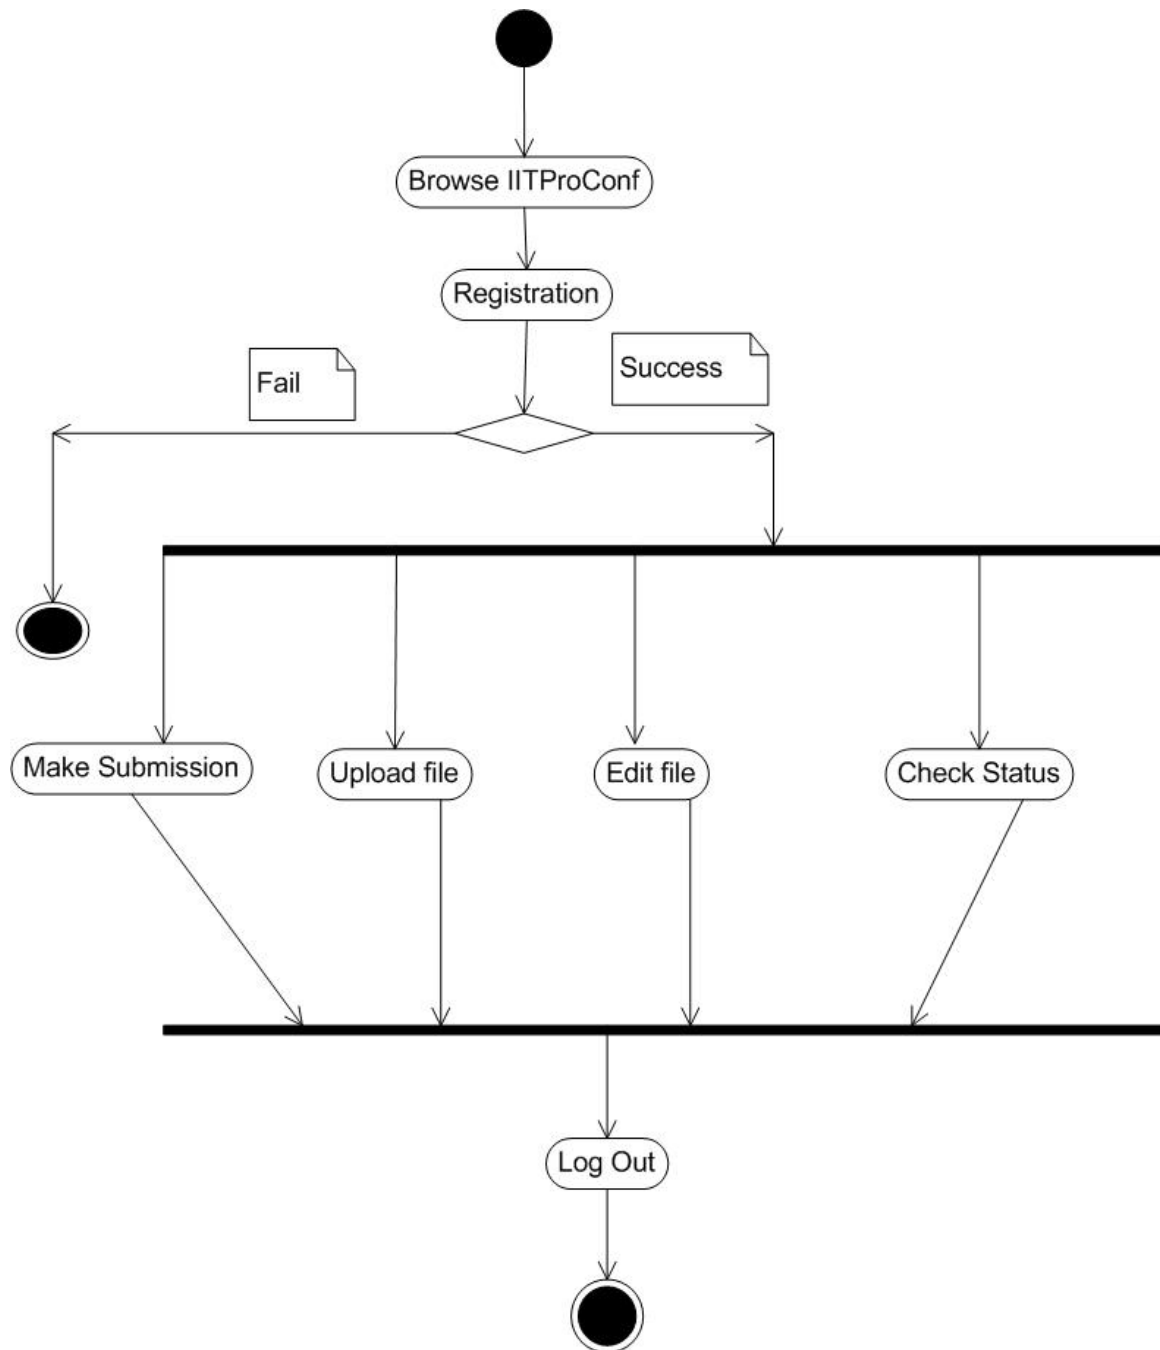 Browse IITProConf
Registration
Fail
Success
Make Submission
Upload file
Edit file
Check Status
Log Out